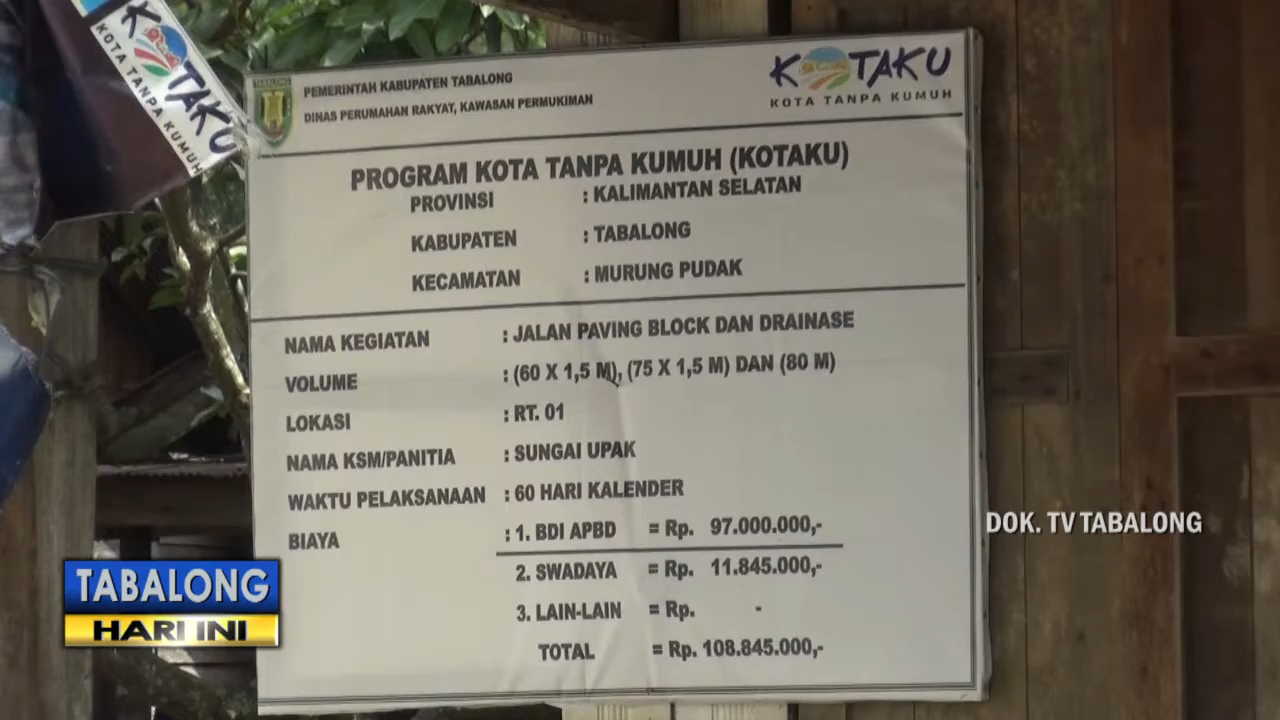 KOTAKU
KOTA TANPA KUMUH
TABALONG
PEMERINTAH KABUPATEN TABALONG
DINAS PERUMAHAN RAKYAT, KAWASAN PERMUKIMAN
KOTAKU
KOTA TANPA KUMUH
PROGRAM KOTA TANPA KUMUH (KOTAKU)
PROVINSI : KALIMANTAN SELATAN
KABUPATEN : TABALONG
KECAMATAN : MURUNG PUDAK
NAMA KEGIATAN : JALAN PAVING BLOCK DAN DRAINASE
VOLUME : (60 X 1,5 M), (75 X 1,5 M) DAN (80 M)
LOKASI : RT. 01
NAMA KSM/PANITIA : SUNGAI UPAK
WAKTU PELAKSANAAN : 60 HARI KALENDER
BIAYA : 1. BDI APBD = Rp. 97.000.000,-
2. SWADAYA = Rp. 11.845.000,-
3. LAIN-LAIN = Rp. -
TOTAL = Rp. 108.845.000,-
DOK. TV TABALONG
TABALONG
HARI INI